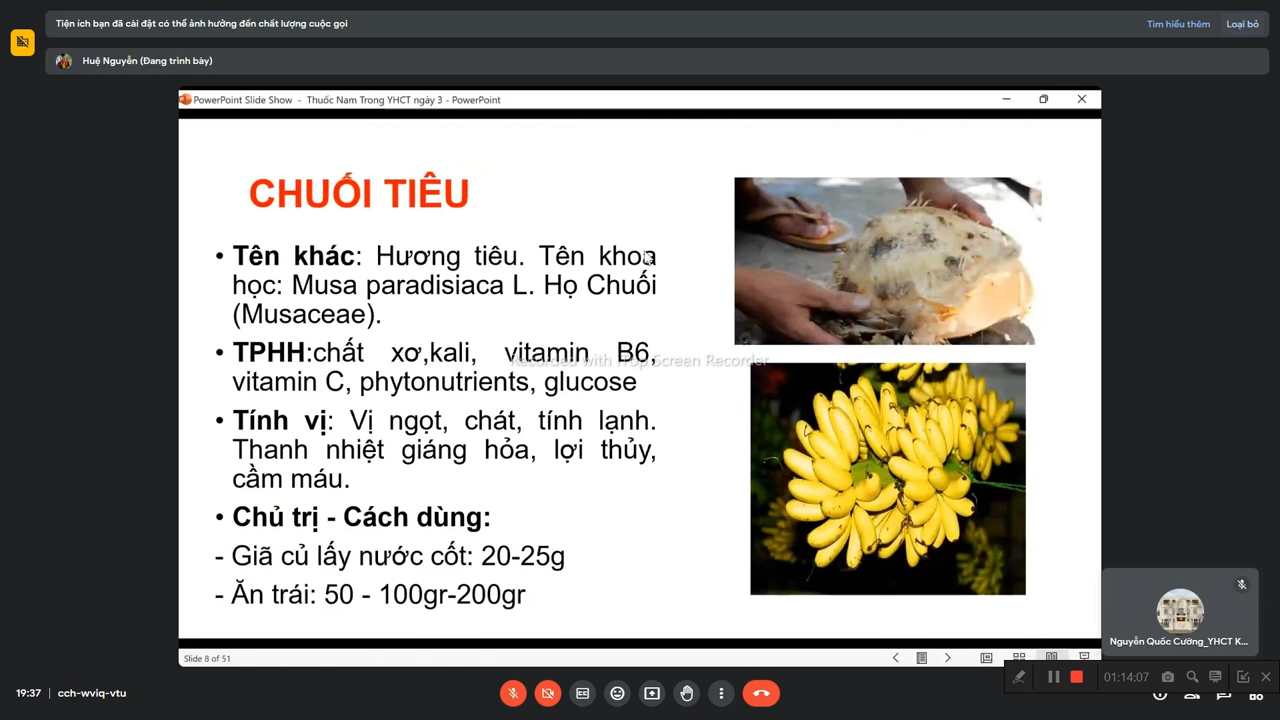 Tiện ích bạn đã cài đặt có thể ảnh hưởng đến chất lượng cuộc gọi
Tìm hiểu thêm
Loại bỏ
Huệ Nguyễn (Đang trình bày)
PowerPoint Slide Show - Thuốc Nam Trong YHCT ngày 3 - PowerPoint
CHUỐI TIÊU
• Tên khác: Hương tiêu. Tên khoa
học: Musa paradisiaca L. Họ Chuối
(Musaceae).
• TPHH:chất xơ,kali, vitamin B6,
Recorded with iTop Screen Recorder
vitamin C, phytonutrients, glucose
• Tính vị: Vị ngọt, chát, tính lạnh.
Thanh nhiệt giáng hỏa, lợi thủy,
cầm máu.
• Chủ trị - Cách dùng:
- Giã củ lấy nước cốt: 20-25g
- Ăn trái: 50 - 100gr-200gr
Nguyễn Quốc Cường_YHCT K...
Slide 8 of 51
01:14:07
19:37
cch-wviq-vtu